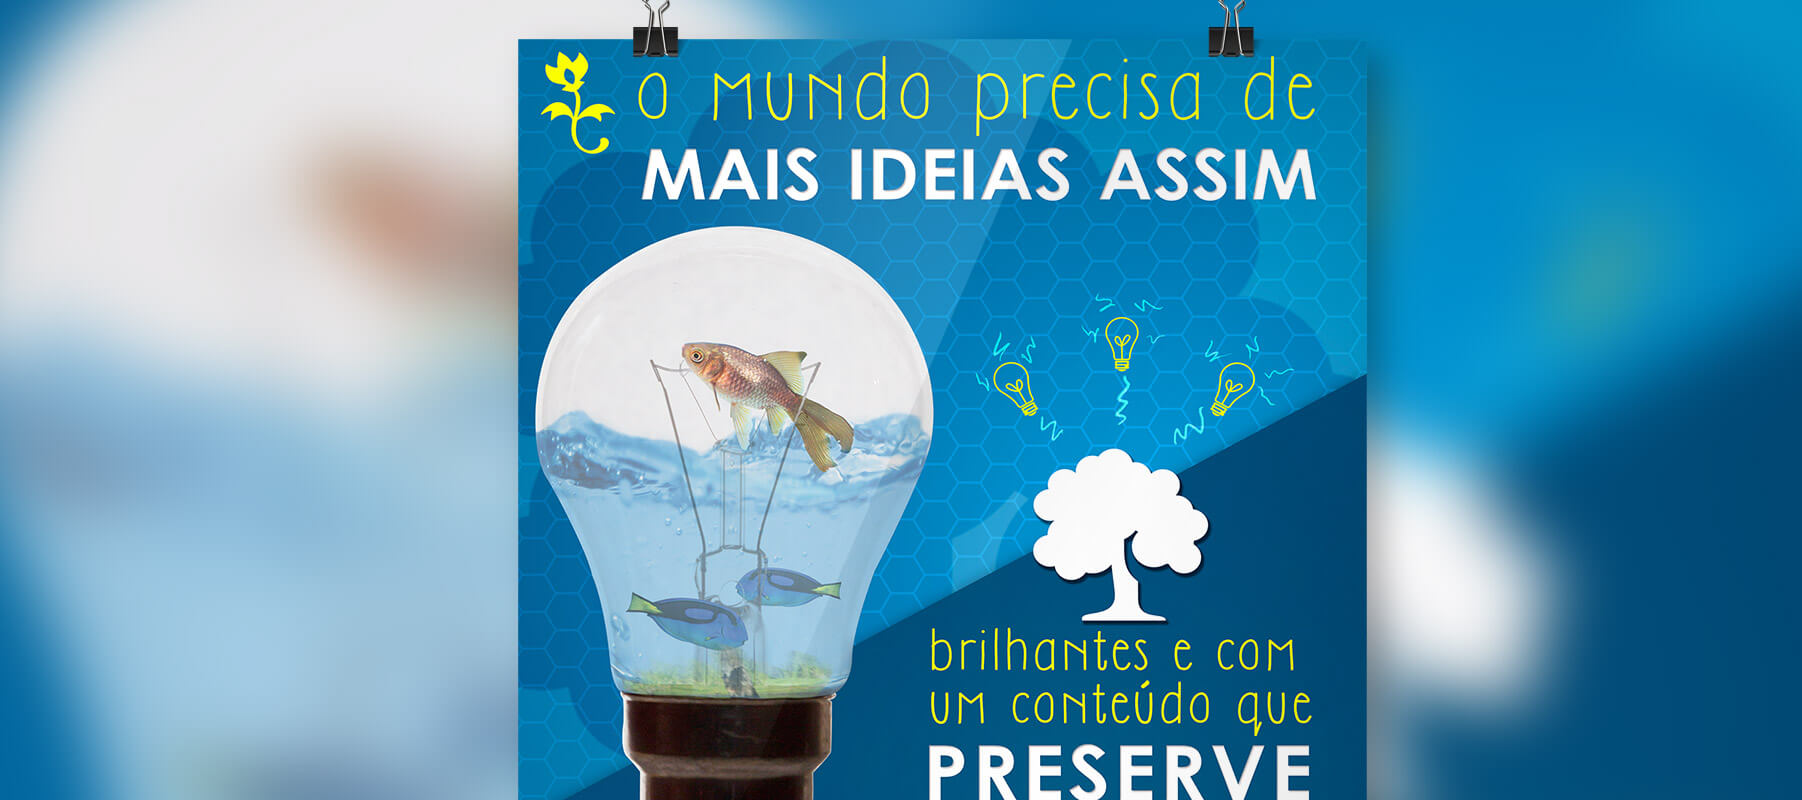 o mundo precisa de
MAIS IDEIAS ASSIM
brilhantes e com
um conteúdo que
PRESERVE